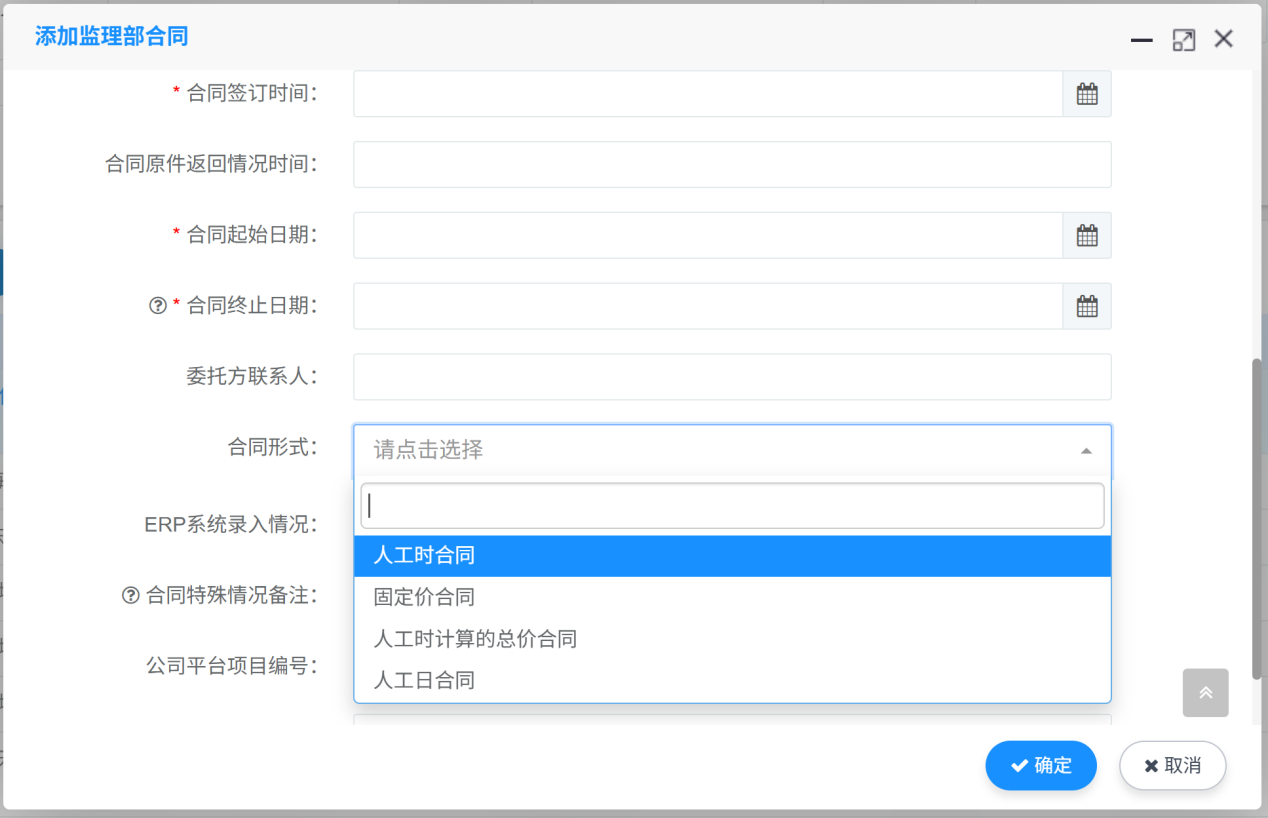 添加监理部合同
* 合同签订时间：
合同原件返回情况时间：
* 合同起始日期：
* 合同终止日期：
委托方联系人：
合同形式：
请点击选择
人工时合同
ERP系统录入情况：
固定价合同
合同特殊情况备注：
人工时计算的总价合同
公司平台项目编号：
人工日合同
确定
取消